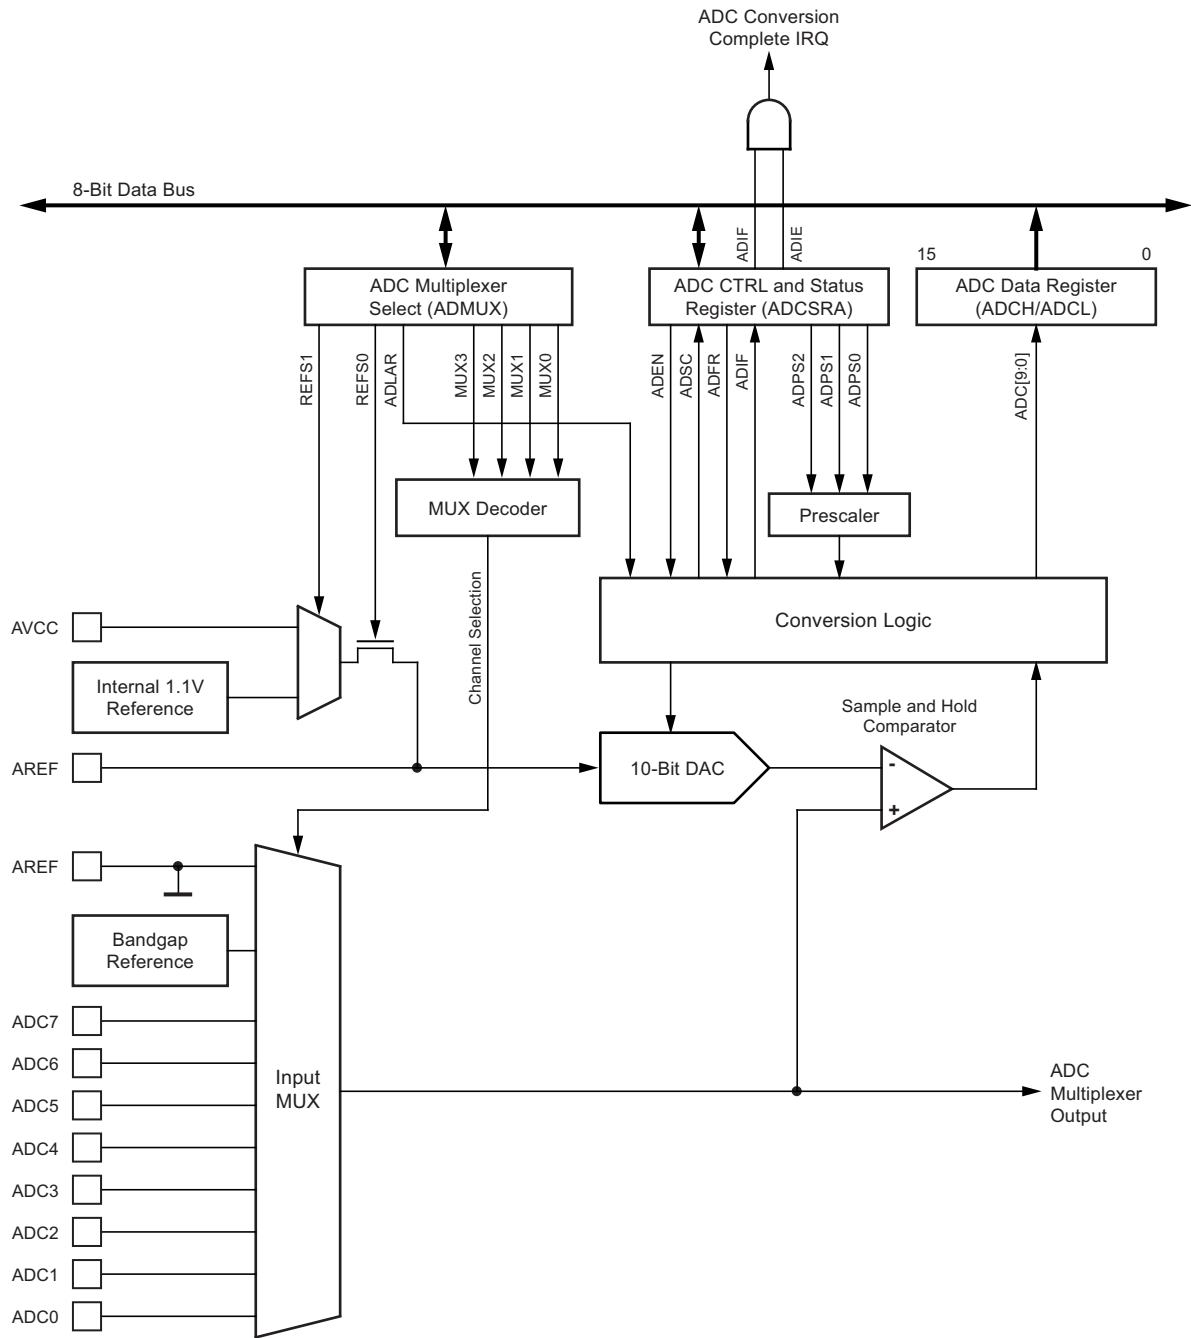 ADC Conversion
Complete IRQ
8-Bit Data Bus
ADIF
ADIE
15
0
ADC Multiplexer
Select (ADMUX)
ADC CTRL and Status
Register (ADCSRA)
ADC Data Register
(ADCH/ADCL)
REFS1
REFS0
ADLAR
MUX3
MUX2
MUX1
MUX0
ADEN
ADSC
ADFR
ADIF
ADPS2
ADPS1
ADPS0
ADC[9:0]
MUX Decoder
Prescaler
Channel Selection
Conversion Logic
AVCC
Internal 1.1V
Reference
Sample and Hold
Comparator
AREF
10-Bit DAC
-
+
AREF
Bandgap
Reference
ADC7
ADC6
ADC5
ADC4
ADC3
ADC2
ADC1
ADC0
Input
MUX
ADC
Multiplexer
Output